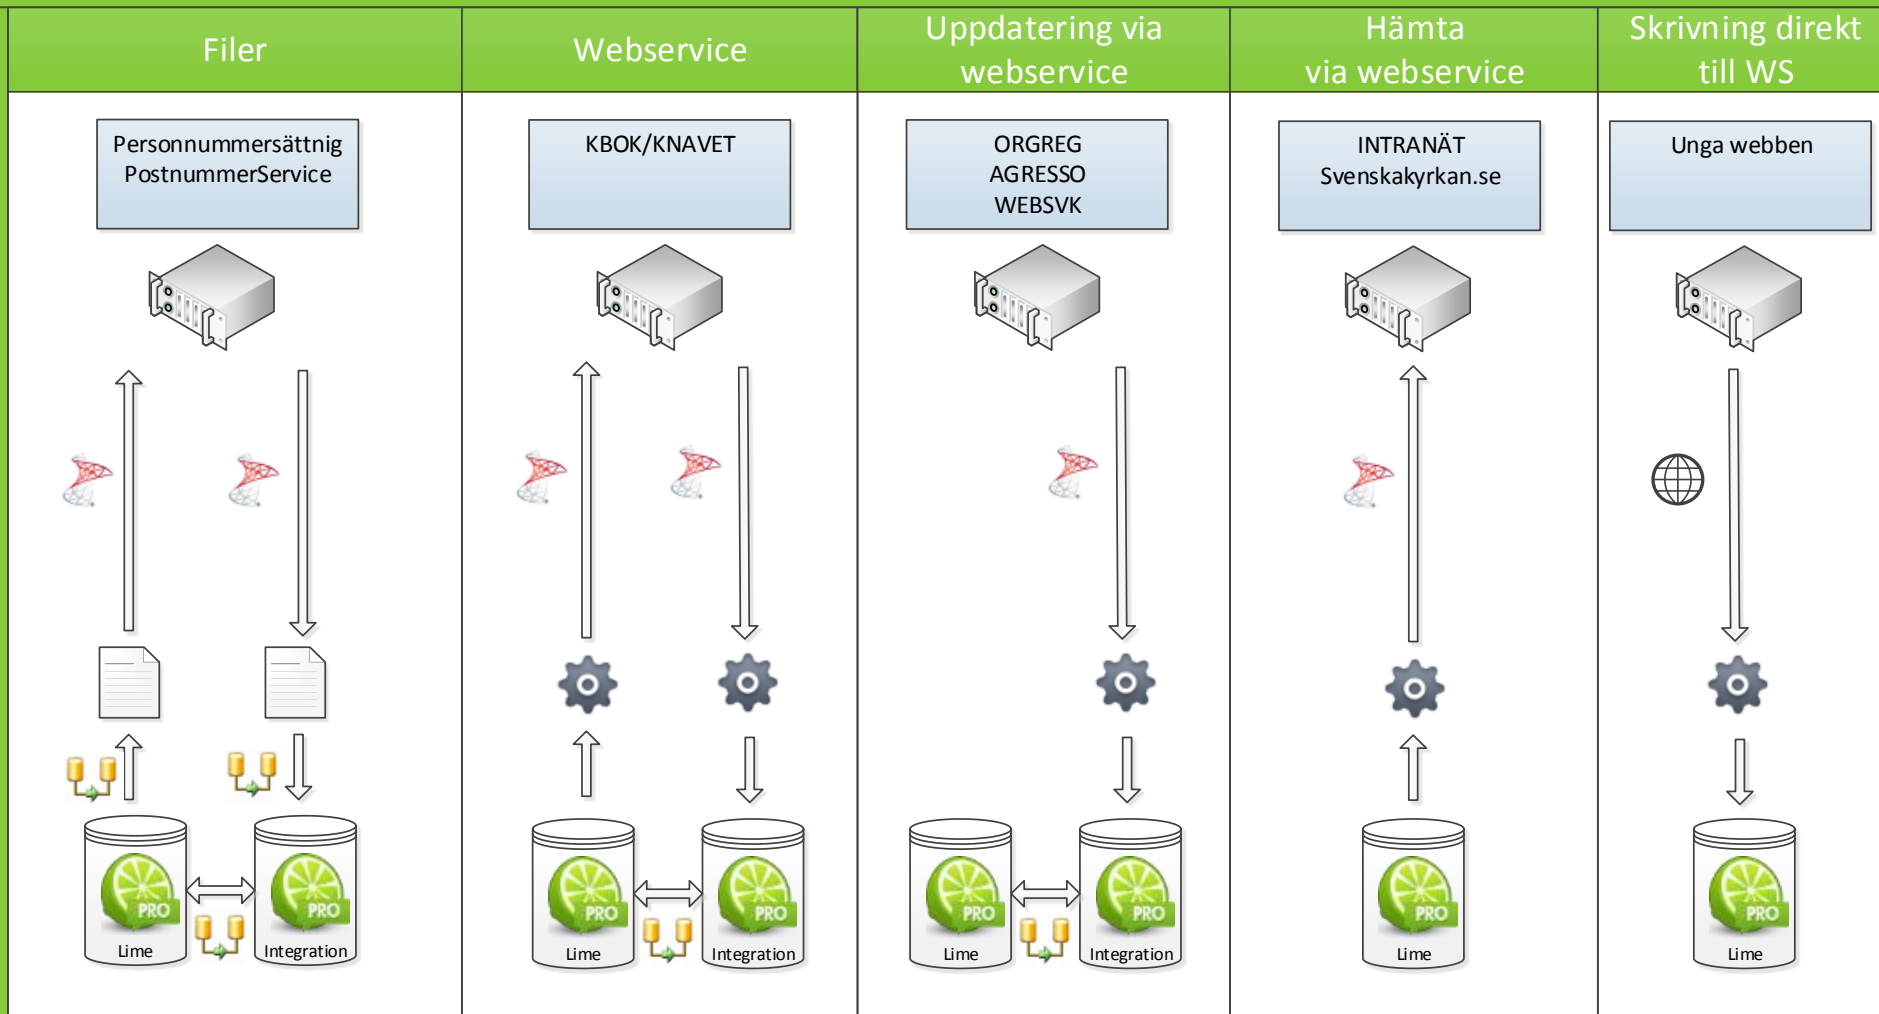 Filer
Webservice
Uppdatering via
webservice
Hämta
via webservice
Skrivning direkt
till WS
Personnummersättnig
PostnummerService
KBOK/KNAVET
ORGREG
AGRESSO
WEBSVK
INTRANÄT
Svenskakyrkan.se
Unga webben
PRO
Lime
PRO
Integration
PRO
Lime
PRO
Integration
PRO
Lime
PRO
Integration
PRO
Lime
PRO
Lime